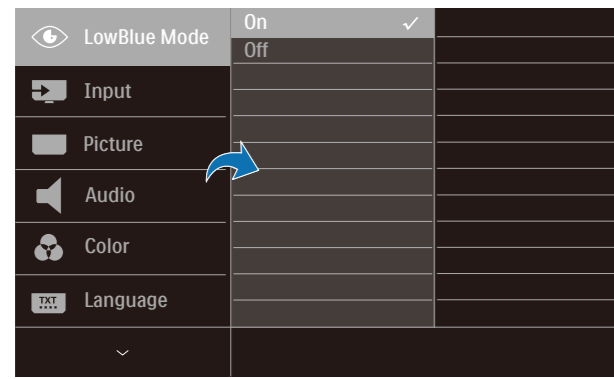 LowBlue Mode
On
Off
Input
Picture
Audio
Color
TXT
Language